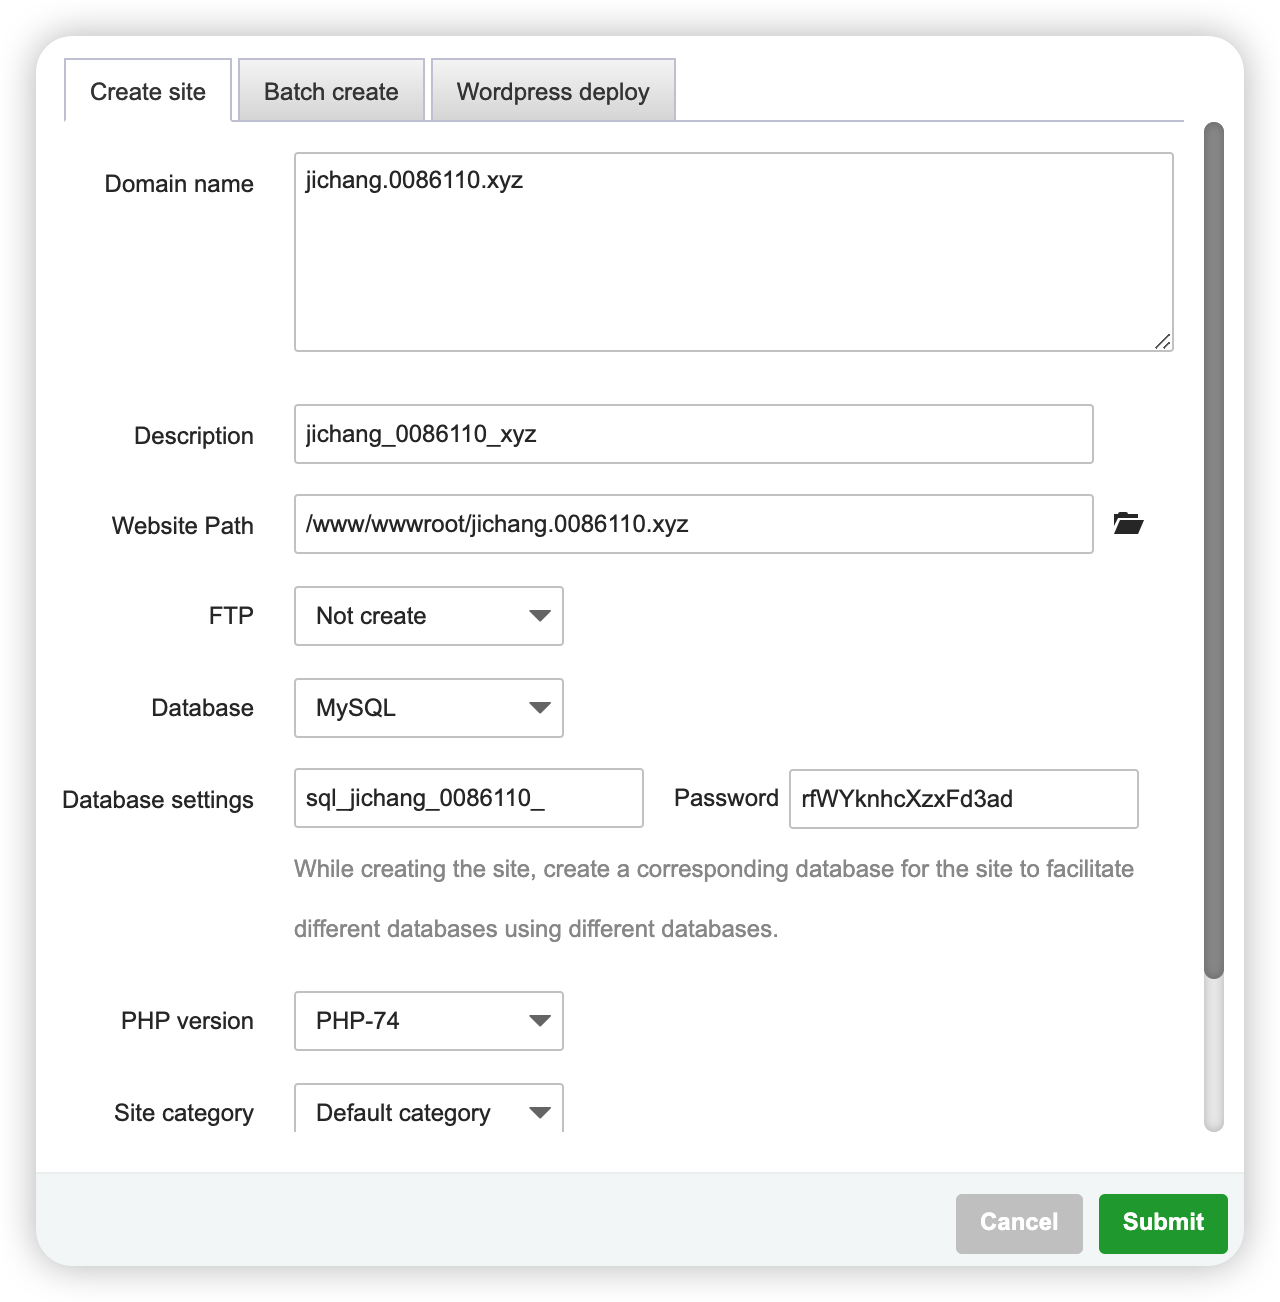 Create site Batch create Wordpress deploy
Domain name jichang.0086110.xyz
Description jichang_0086110_xyz
Website Path /www/wwwroot/jichang.0086110.xyz
FTP Not create
Database MySQL
Database settings sql_jichang_0086110_ Password rfWYknhcXzxFd3ad
While creating the site, create a corresponding database for the site to facilitate
different databases using different databases.
PHP version PHP-74
Site category Default category
Cancel Submit